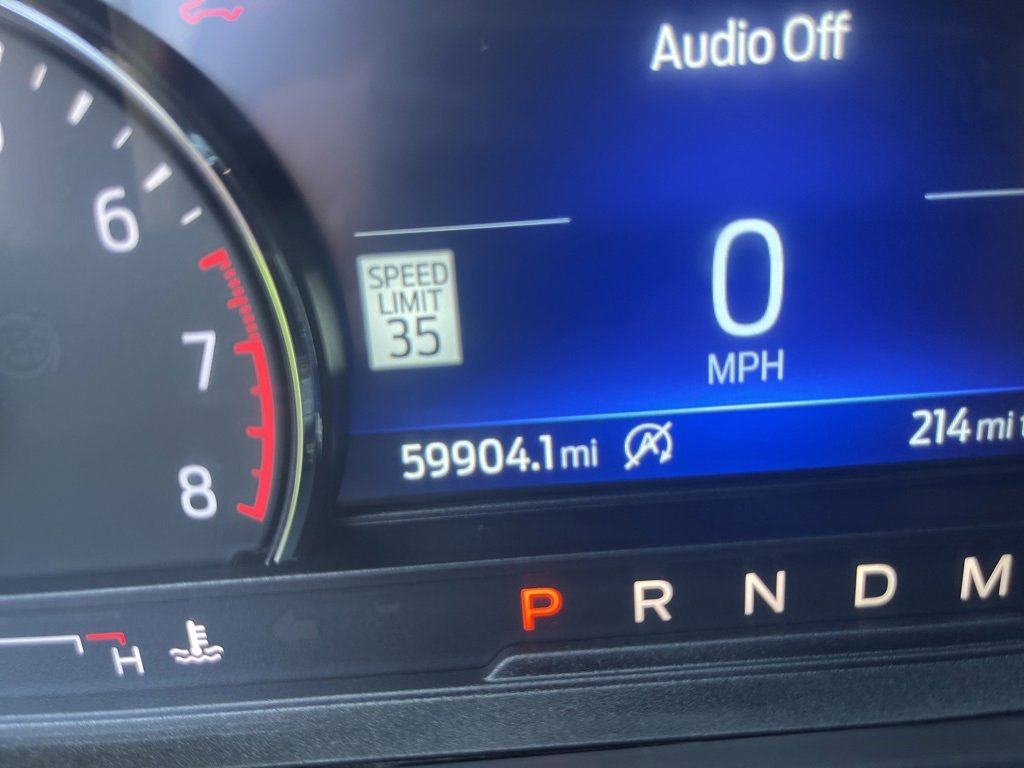 Audio Off
6
SPEED
LIMIT
35
0
MPH
7
59904.1 mi
214 mi
8
P R N D M
H